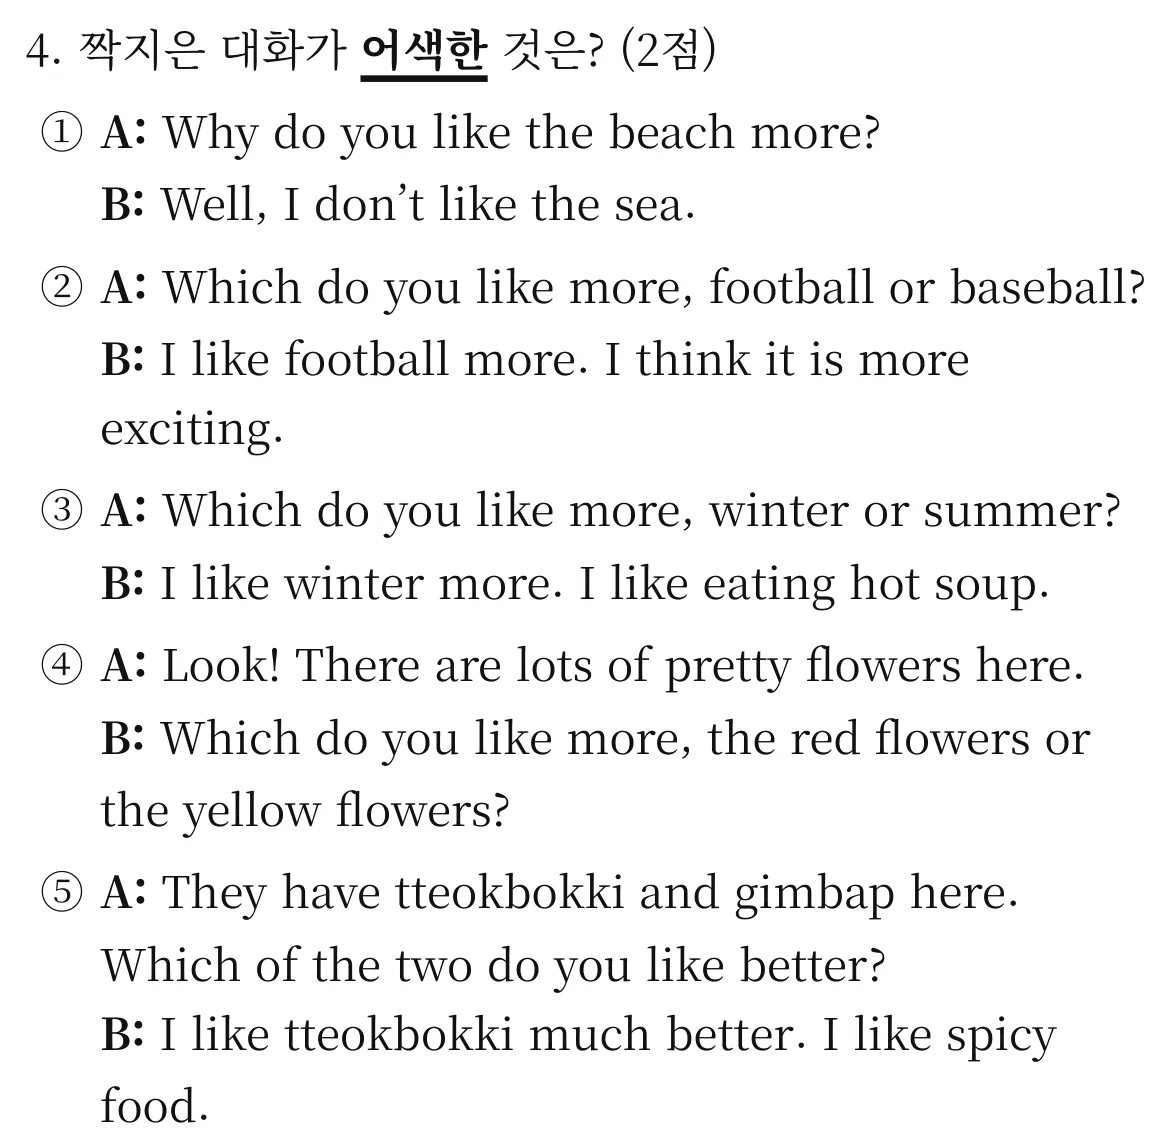 4. 짝지은 대화가 어색한 것은? (2점)
① A: Why do you like the beach more?
B: Well, I don’t like the sea.
② A: Which do you like more, football or baseball?
B: I like football more. I think it is more
exciting.
③ A: Which do you like more, winter or summer?
B: I like winter more. I like eating hot soup.
④ A: Look! There are lots of pretty flowers here.
B: Which do you like more, the red flowers or
the yellow flowers?
⑤ A: They have tteokbokki and gimbap here.
Which of the two do you like better?
B: I like tteokbokki much better. I like spicy
food.